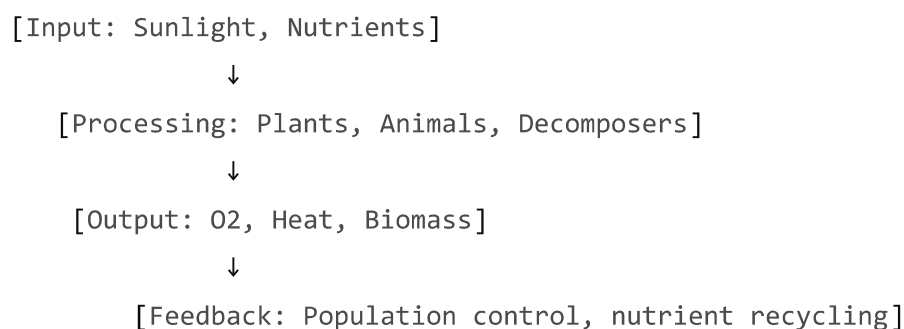 [Input: Sunlight, Nutrients]
↓
[Processing: Plants, Animals, Decomposers]
↓
[Output: O2, Heat, Biomass]
↓
[Feedback: Population control, nutrient recycling]